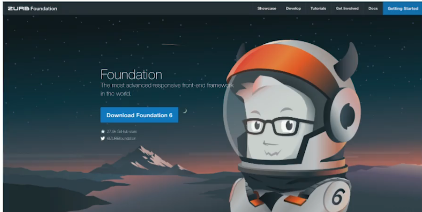 ZURB Foundation
Showcase Develop Tutorials Get Involved Docs Getting Started
Foundation
The most advanced responsive front-end framework
in the world.
Download Foundation 6
6